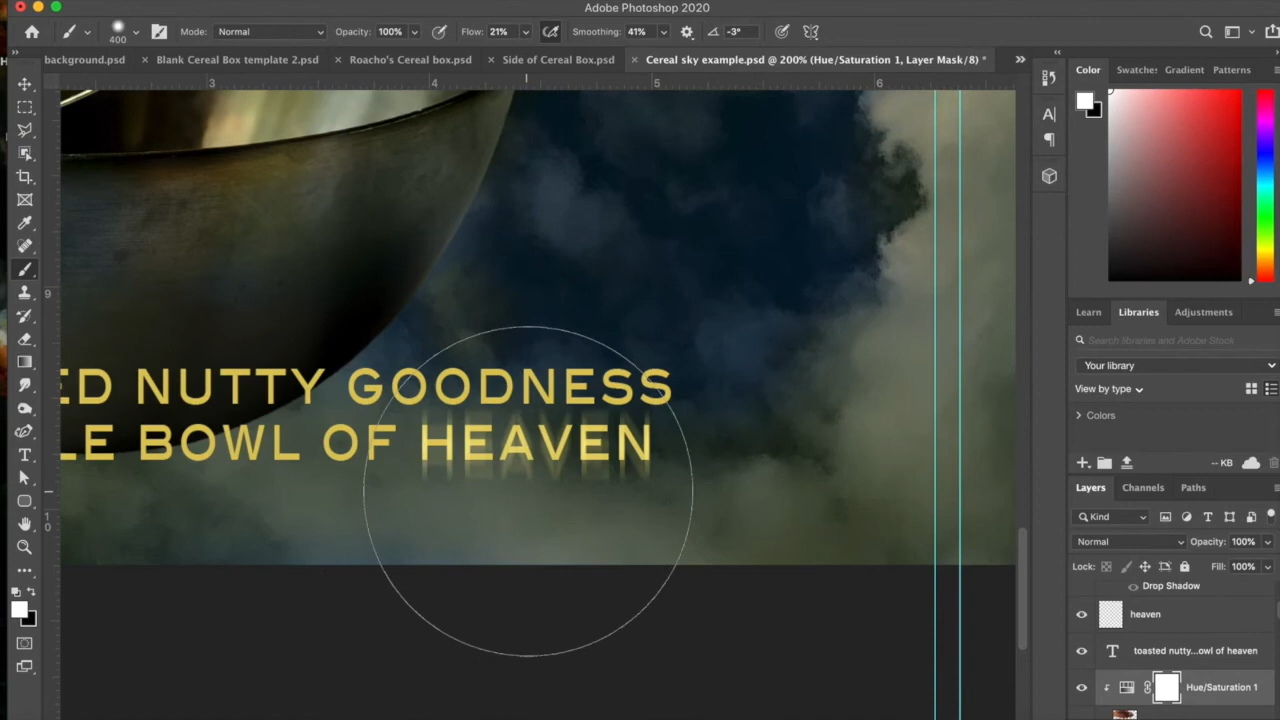 Adobe Photoshop 2020
400
Mode: Normal Opacity: 100% Flow: 21% Smoothing: 41% -3°
background.psd Blank Cereal Box template 2.psd Roacho's Cereal box.psd Side of Cereal Box.psd Cereal sky example.psd @ 200% (Hue/Saturation 1, Layer Mask/8) *
3 4 5 6
9
10
ED NUTTY GOODNESS
LE BOWL OF HEAVEN
Color Swatches Gradient Patterns
Learn Libraries Adjustments
Search libraries and Adobe Stock
Your library
View by type
Colors
-- KB
Layers Channels Paths
Kind
Normal Opacity: 100%
Lock: Fill: 100%
Drop Shadow
heaven
toasted nutty...owl of heaven
Hue/Saturation 1